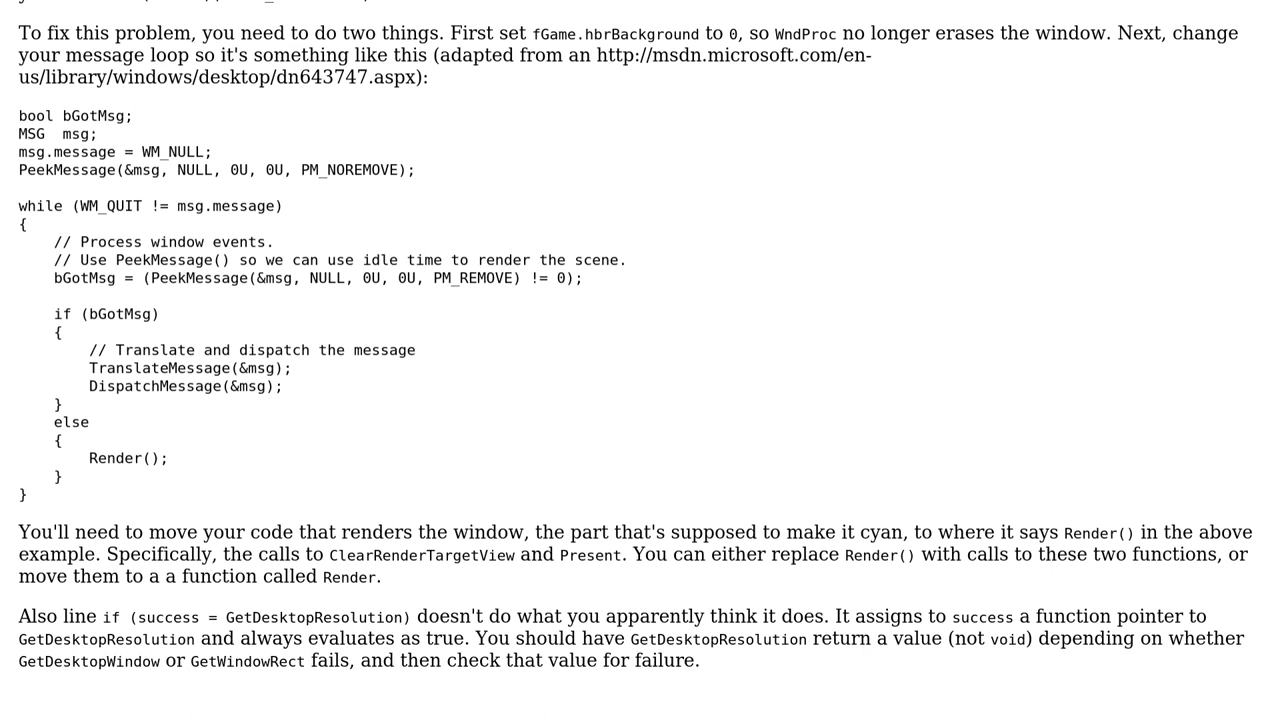 To fix this problem, you need to do two things. First set fGame.hbrBackground to 0, so WndProc no longer erases the window. Next, change
your message loop so it's something like this (adapted from an http://msdn.microsoft.com/en-
us/library/windows/desktop/dn643747.aspx):
bool bGotMsg;
MSG  msg;
msg.message = WM_NULL;
PeekMessage(&msg, NULL, 0U, 0U, PM_NOREMOVE);
while (WM_QUIT != msg.message)
{
    // Process window events.
    // Use PeekMessage() so we can use idle time to render the scene.
    bGotMsg = (PeekMessage(&msg, NULL, 0U, 0U, PM_REMOVE) != 0);
    if (bGotMsg)
    {
        // Translate and dispatch the message
        TranslateMessage(&msg);
        DispatchMessage(&msg);
    }
    else
    {
        Render();
    }
}
You'll need to move your code that renders the window, the part that's supposed to make it cyan, to where it says Render() in the above
example. Specifically, the calls to ClearRenderTargetView and Present. You can either replace Render() with calls to these two functions, or
move them to a a function called Render.
Also line if (success = GetDesktopResolution) doesn't do what you apparently think it does. It assigns to success a function pointer to
GetDesktopResolution and always evaluates as true. You should have GetDesktopResolution return a value (not void) depending on whether
GetDesktopWindow or GetWindowRect fails, and then check that value for failure.